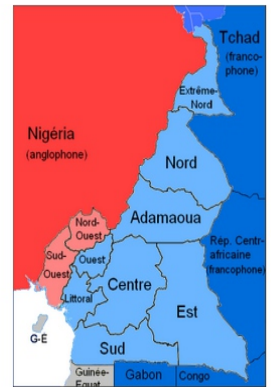 Tchad
(franco-
phone)
Extrême-
Nord
Nigéria
(anglophone)
Nord
Nord-
Ouest
Adamaoua
Sud-
Ouest
Ouest
Rép. Centr-
africaine
(francophone)
Littoral
Centre
Est
G-É
Sud
Guinée-
Equat.
Gabon
Congo